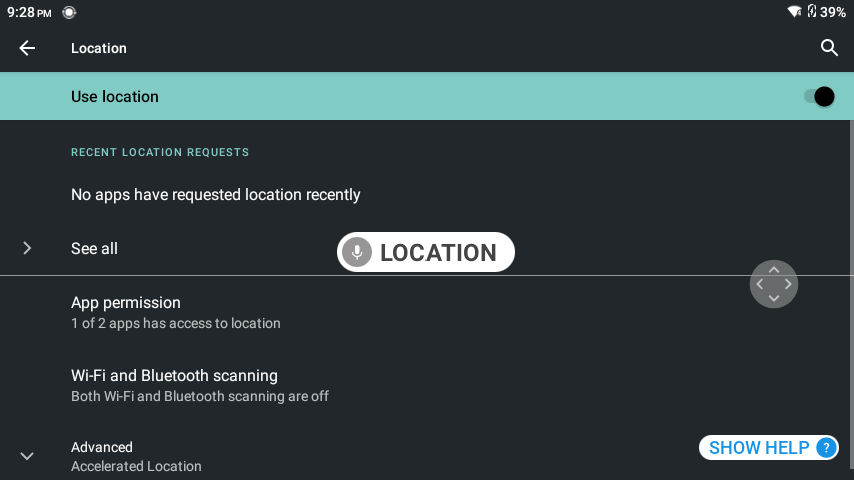 9:28 PM 39%
Location
Use location
RECENT LOCATION REQUESTS
No apps have requested location recently
See all
LOCATION
App permission
1 of 2 apps has access to location
Wi-Fi and Bluetooth scanning
Both Wi-Fi and Bluetooth scanning are off
Advanced
Accelerated Location
SHOW HELP ?